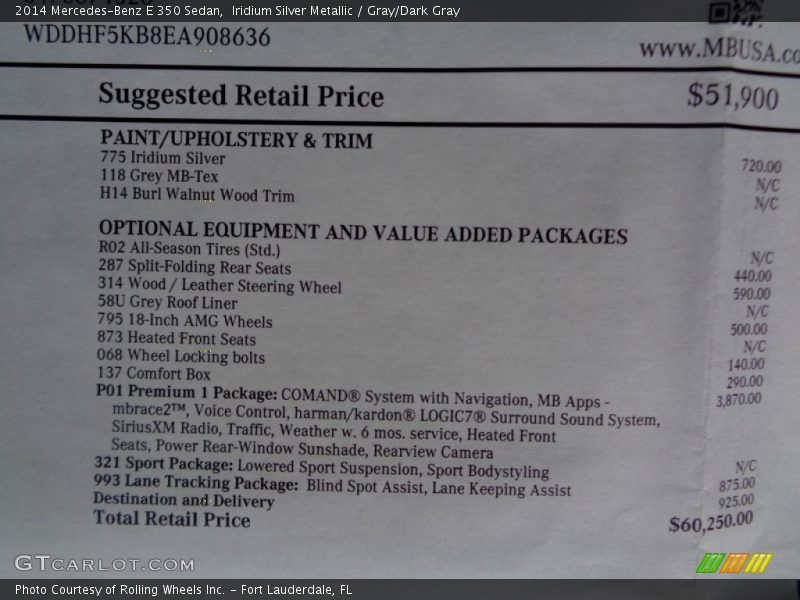 2014 Mercedes-Benz E 350 Sedan,  Iridium Silver Metallic / Gray/Dark Gray
WDDHF5KB8EA908636
www.MBUSA.co
Suggested Retail Price $51,900
PAINT/UPHOLSTERY & TRIM
775 Iridium Silver 720.00
118 Grey MB-Tex N/C
H14 Burl Walnut Wood Trim N/C
OPTIONAL EQUIPMENT AND VALUE ADDED PACKAGES
R02 All-Season Tires (Std.) N/C
287 Split-Folding Rear Seats 440.00
314 Wood / Leather Steering Wheel 590.00
58U Grey Roof Liner N/C
795 18-Inch AMG Wheels 500.00
873 Heated Front Seats N/C
068 Wheel Locking bolts 140.00
137 Comfort Box 290.00
P01 Premium 1 Package: COMAND® System with Navigation, MB Apps - 3,870.00
mbrace2™, Voice Control, harman/kardon® LOGIC7® Surround Sound System,
SiriusXM Radio, Traffic, Weather w. 6 mos. service, Heated Front
Seats, Power Rear-Window Sunshade, Rearview Camera
321 Sport Package: Lowered Sport Suspension, Sport Bodystyling N/C
993 Lane Tracking Package: Blind Spot Assist, Lane Keeping Assist 875.00
Destination and Delivery 925.00
Total Retail Price $60,250.00
GTCARLOT.COM
Photo Courtesy of Rolling Wheels Inc. - Fort Lauderdale, FL